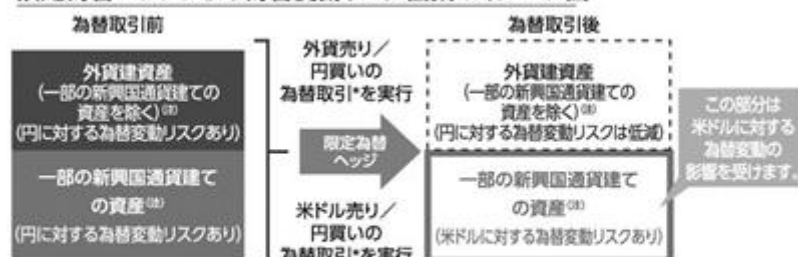 為替取引前
外貨建資産
(一部の新興国通貨建ての
資産を除く)(注)
(円に対する為替変動リスクあり)
一部の新興国通貨建て
の資産(注)
(円に対する為替変動リスクあり)
外貨売り/
円買いの
為替取引*を実行
限定為替
ヘッジ
米ドル売り/
円買いの
為替取引*を実行
為替取引後
外貨建資産
(一部の新興国通貨建ての
資産を除く)(注)
(円に対する為替変動リスクは低減)
一部の新興国通貨建て
の資産(注)
(米ドルに対する為替変動リスクあり)
この部分は
米ドルに対する
為替変動の
影響を受けます。